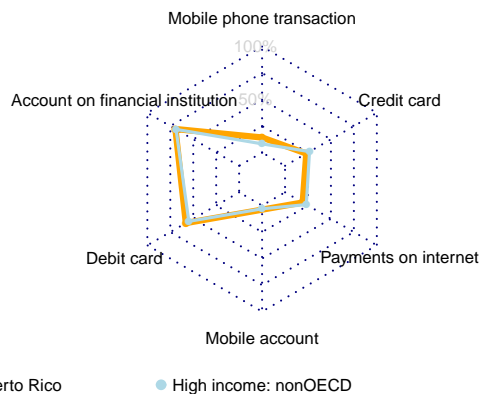 Mobile phone transaction
100%
Account on financial institution
50%
Credit card
Debit card
Payments on internet
Mobile account
erto Rico
High income: nonOECD